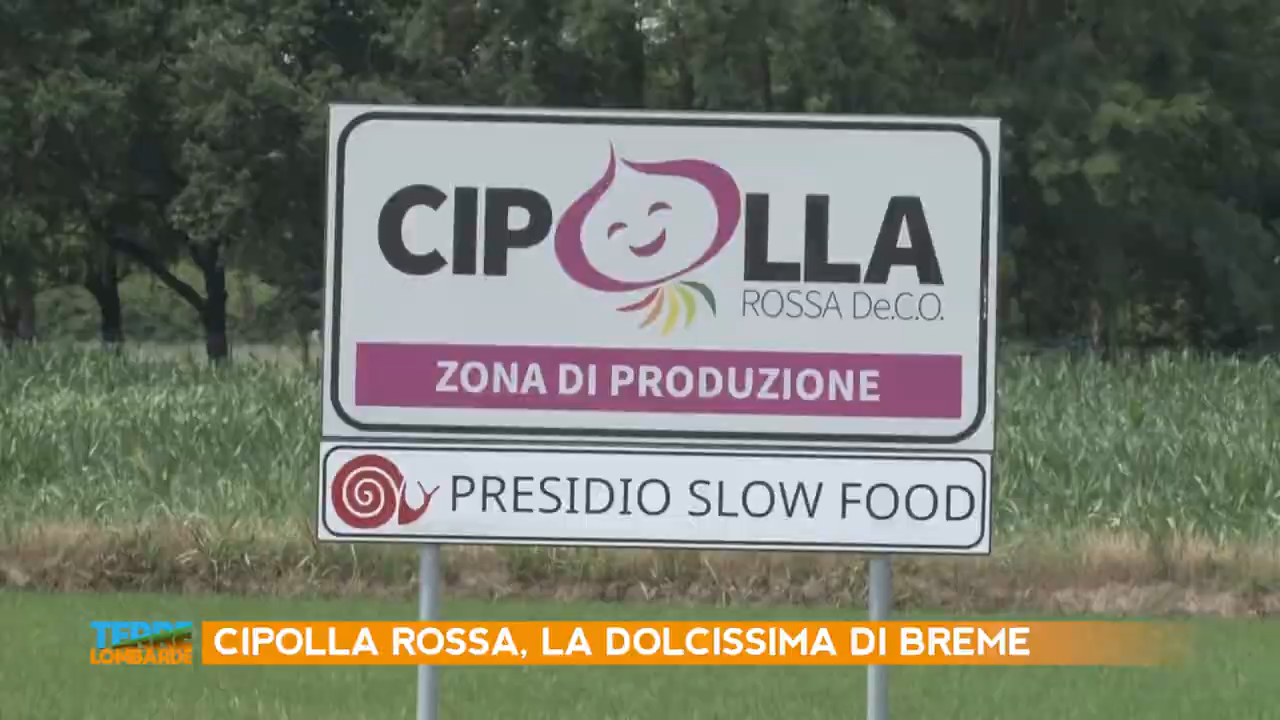 CIPOLLA
ROSSA De.C.O.
ZONA DI PRODUZIONE
PRESIDIO SLOW FOOD
TERRE
LOMBARDE
CIPOLLA ROSSA, LA DOLCISSIMA DI BREME